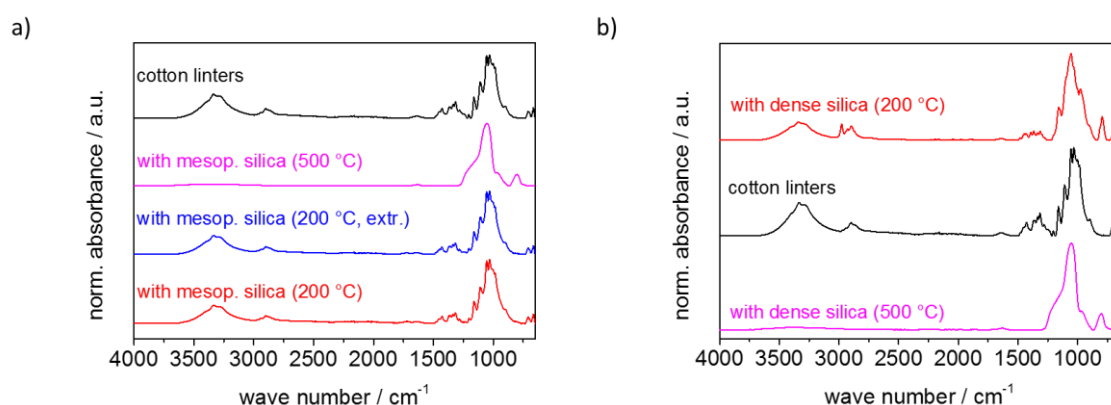 a)
norm. absorbance / a.u.
cotton linters
with mesop. silica (500 °C)
with mesop. silica (200 °C, extr.)
with mesop. silica (200 °C)
4000 3500 3000 2500 2000 1500 1000
wave number / cm⁻¹
b)
norm. absorbance / a.u.
with dense silica (200 °C)
cotton linters
with dense silica (500 °C)
4000 3500 3000 2500 2000 1500 1000
wave number / cm⁻¹